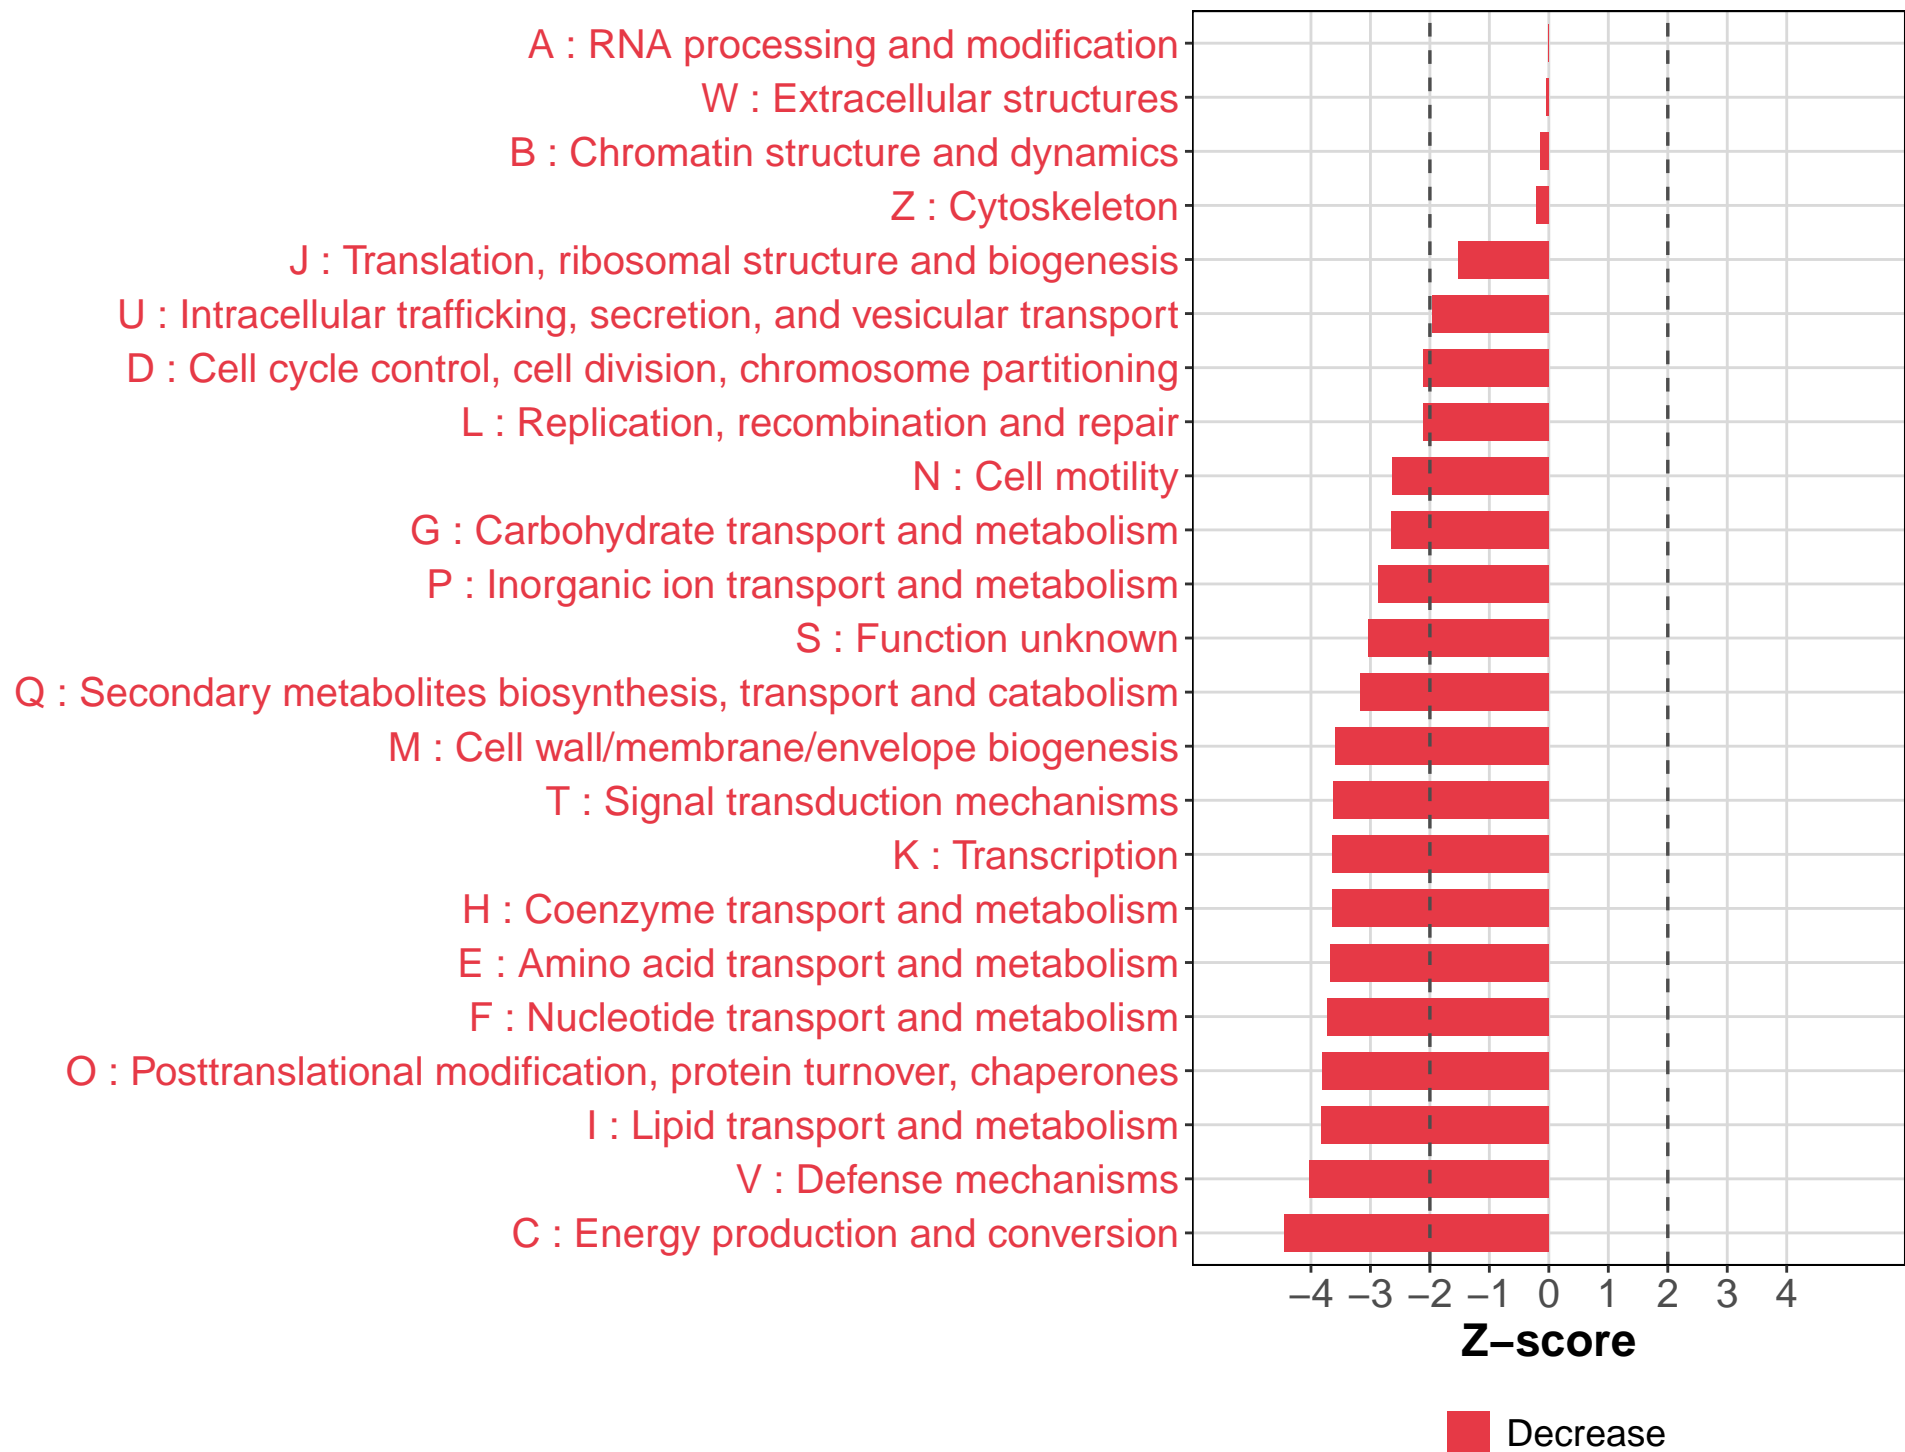 A : RNA processing and modification
W : Extracellular structures
B : Chromatin structure and dynamics
Z : Cytoskeleton
J : Translation, ribosomal structure and biogenesis
U : Intracellular trafficking, secretion, and vesicular transport
D : Cell cycle control, cell division, chromosome partitioning
L : Replication, recombination and repair
N : Cell motility
G : Carbohydrate transport and metabolism
P : Inorganic ion transport and metabolism
S : Function unknown
Q : Secondary metabolites biosynthesis, transport and catabolism
M : Cell wall/membrane/envelope biogenesis
T : Signal transduction mechanisms
K : Transcription
H : Coenzyme transport and metabolism
E : Amino acid transport and metabolism
F : Nucleotide transport and metabolism
O : Posttranslational modification, protein turnover, chaperones
I : Lipid transport and metabolism
V : Defense mechanisms
C : Energy production and conversion
−4 −3 −2 −1 0 1 2 3 4
Z−score
Decrease